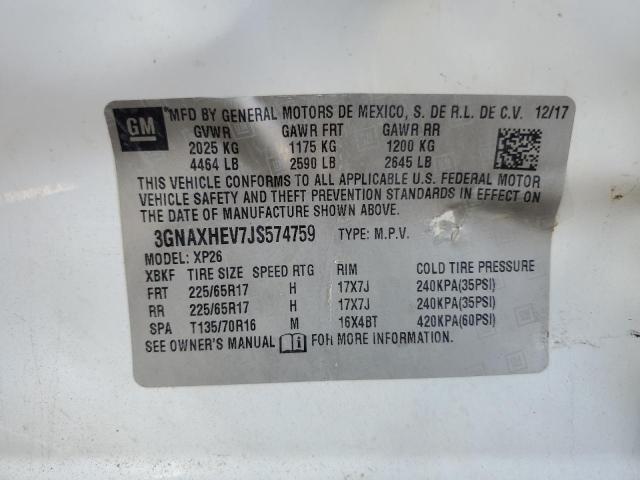 GM
*MFD BY GENERAL MOTORS DE MEXICO, S. DE R.L. DE C.V. 12/17
GVWR GAWR FRT GAWR RR
2025 KG 1175 KG 1200 KG
4464 LB 2590 LB 2645 LB
THIS VEHICLE CONFORMS TO ALL APPLICABLE U.S. FEDERAL MOTOR
VEHICLE SAFETY AND THEFT PREVENTION STANDARDS IN EFFECT ON
THE DATE OF MANUFACTURE SHOWN ABOVE.
3GNAXHEV7JS574759 TYPE: M.P.V.
MODEL: XP26
XBKF TIRE SIZE SPEED RTG RIM COLD TIRE PRESSURE
FRT 225/65R17 H 17X7J 240KPA(35PSI)
RR 225/65R17 H 17X7J 240KPA(35PSI)
SPA T135/70R16 M 16X4BT 420KPA(60PSI)
SEE OWNER'S MANUAL FOR MORE INFORMATION.